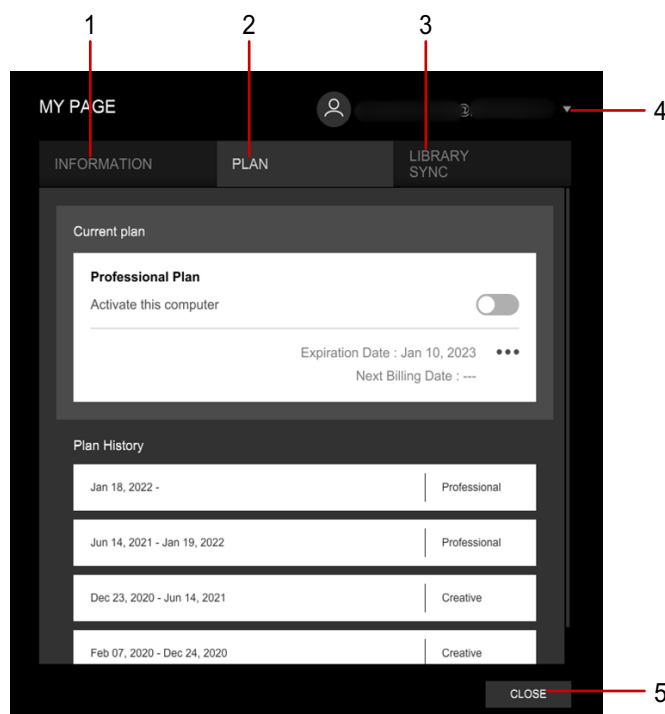 1 2 3
MY PAGE
@
4
INFORMATION PLAN LIBRARY
SYNC
Current plan
Professional Plan
Activate this computer
Expiration Date : Jan 10, 2023 •••
Next Billing Date : ---
Plan History
Jan 18, 2022 - Professional
Jun 14, 2021 - Jan 19, 2022 Professional
Dec 23, 2020 - Jun 14, 2021 Creative
Feb 07, 2020 - Dec 24, 2020 Creative
CLOSE 5